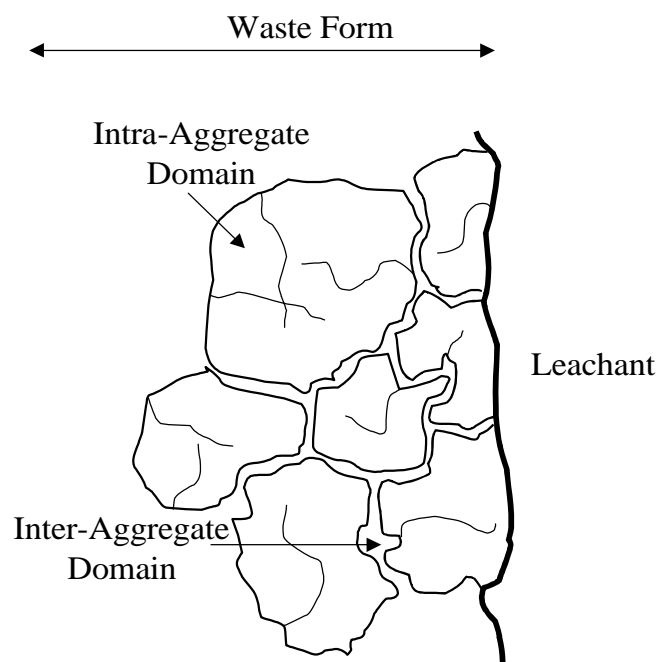 Waste Form
Intra-Aggregate
Domain
Leachant
Inter-Aggregate
Domain